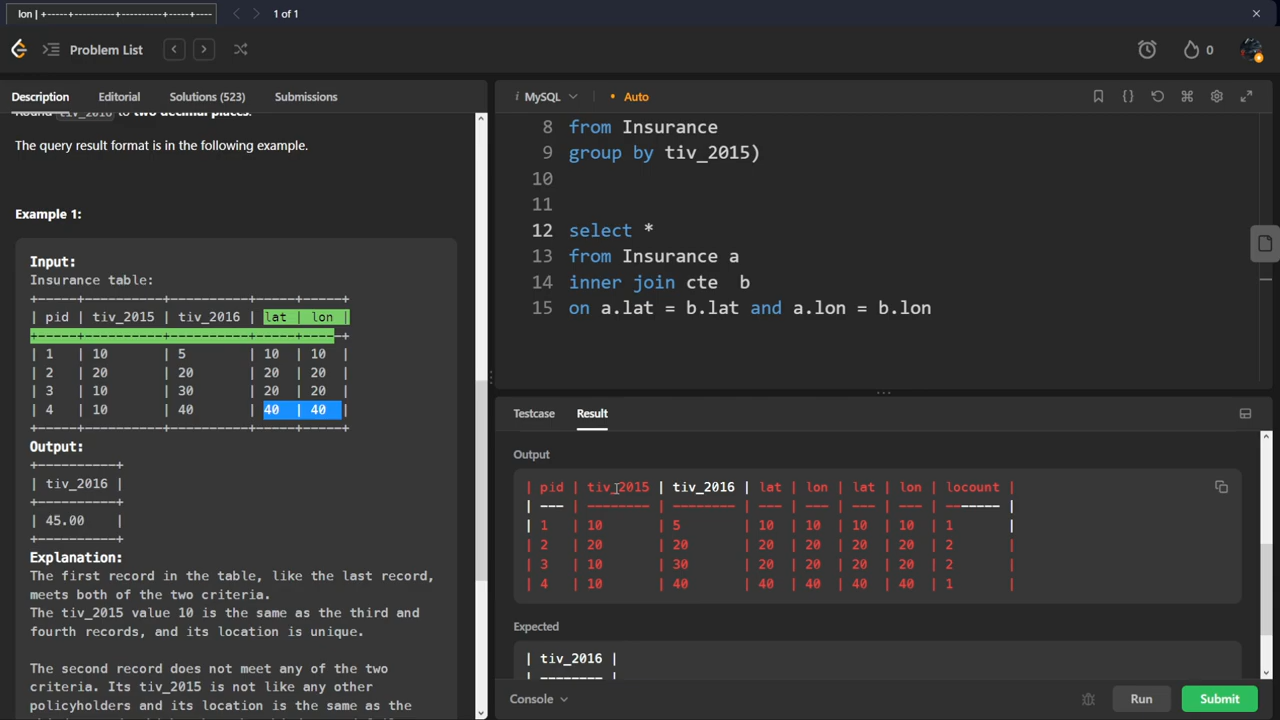 lon | +-----+----------+----------+-----+----
1 of 1
Problem List
0
Description Editorial Solutions (523) Submissions
Round tiv_2016 to two decimal places.
The query result format is in the following example.
Example 1:
Input:
Insurance table:
+-----+----------+----------+-----+-----+
| pid | tiv_2015 | tiv_2016 | lat | lon |
+-----+----------+----------+-----+-----+
| 1 | 10 | 5 | 10 | 10 |
| 2 | 20 | 20 | 20 | 20 |
| 3 | 10 | 30 | 20 | 20 |
| 4 | 10 | 40 | 40 | 40 |
+-----+----------+----------+-----+-----+
Output:
+----------+
| tiv_2016 |
+----------+
| 45.00 |
+----------+
Explanation:
The first record in the table, like the last record,
meets both of the two criteria.
The tiv_2015 value 10 is the same as the third and
fourth records, and its location is unique.
The second record does not meet any of the two
criteria. Its tiv_2015 is not like any other
policyholders and its location is the same as the
i MySQL Auto
8 from Insurance
9 group by tiv_2015)
10
11
12 select *
13 from Insurance a
14 inner join cte b
15 on a.lat = b.lat and a.lon = b.lon
Testcase Result
Output
| pid | tiv_2015 | tiv_2016 | lat | lon | lat | lon | locount |
| --- | -------- | -------- | --- | --- | --- | --- | ------- |
| 1 | 10 | 5 | 10 | 10 | 10 | 10 | 1 |
| 2 | 20 | 20 | 20 | 20 | 20 | 20 | 2 |
| 3 | 10 | 30 | 20 | 20 | 20 | 20 | 2 |
| 4 | 10 | 40 | 40 | 40 | 40 | 40 | 1 |
Expected
| tiv_2016 |
| -------- |
Console Run Submit